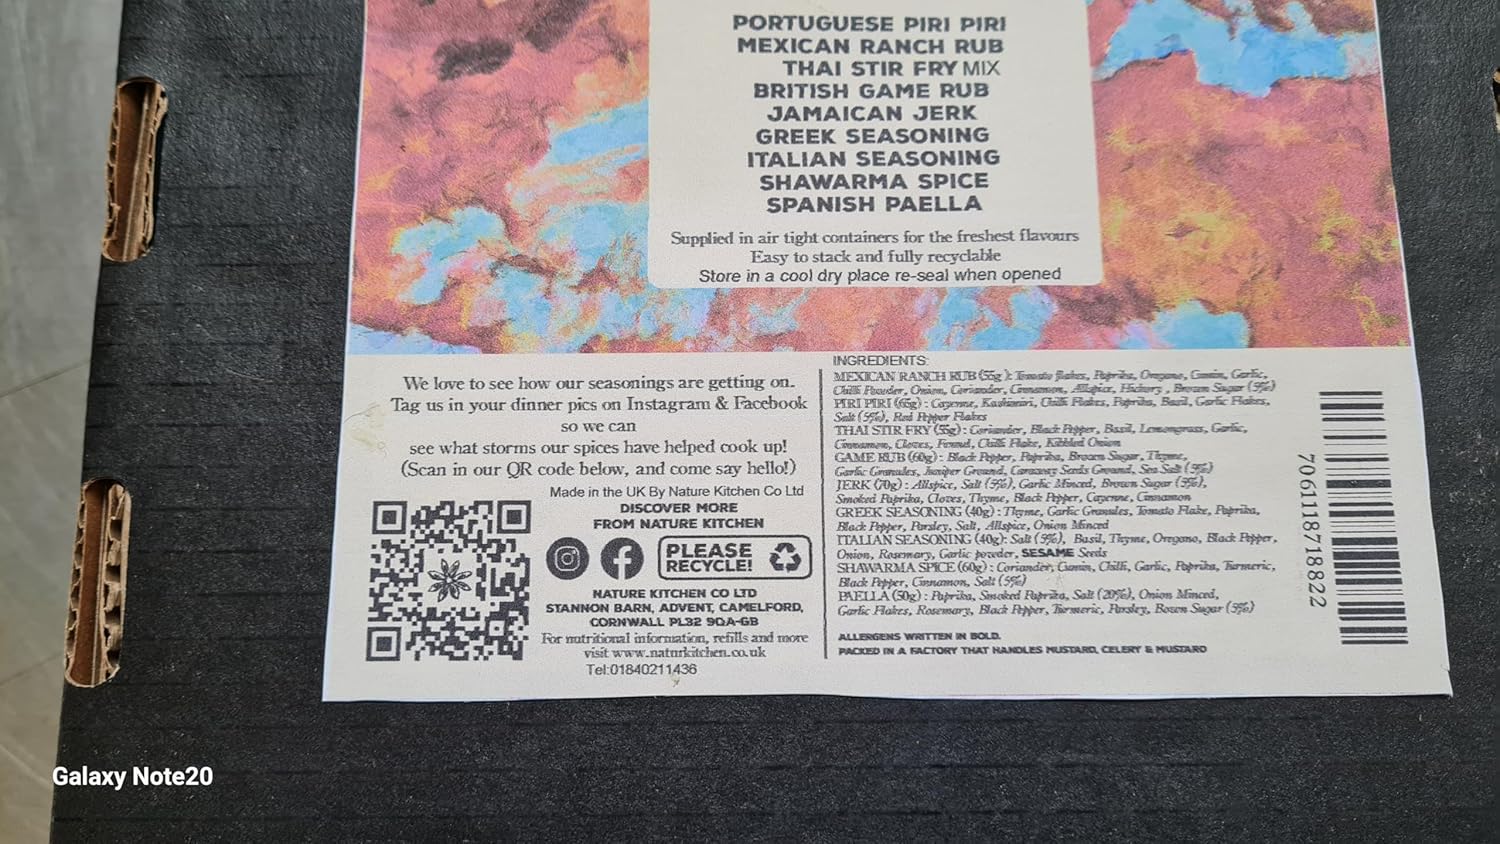 PORTUGUESE PIRI PIRI
MEXICAN RANCH RUB
THAI STIR FRY MIX
BRITISH GAME RUB
JAMAICAN JERK
GREEK SEASONING
ITALIAN SEASONING
SHAWARMA SPICE
SPANISH PAELLA
Supplied in air tight containers for the freshest flavours
Easy to stack and fully recyclable
Store in a cool dry place re-seal when opened
We love to see how our seasonings are getting on.
Tag us in your dinner pics on Instagram & Facebook
so we can
see what storms our spices have helped cook up!
(Scan in our QR code below, and come say hello!)
Made in the UK By Nature Kitchen Co Ltd
DISCOVER MORE
FROM NATURE KITCHEN
PLEASE
RECYCLE!
NATURE KITCHEN CO LTD
STANNON BARN, ADVENT, CAMELFORD,
CORNWALL PL32 9QA-GB
For nutritional information, refills and more
visit www.naturkitchen.co.uk
Tel:01840211436
INGREDIENTS:
MEXICAN RANCH RUB (55g ): Tomato flakes, Paprika, Oregano, Cumin, Garlic,
Chilli Powder, Onion, Coriander, Cinnamon, Allspice, Hickory , Brown Sugar (5%)
PIRI PIRI (65g) : Cayenne, Kashimiri, Chilli Flakes, Paprika, Basil, Garlic Flakes,
Salt (5%), Red Pepper Flakes
THAI STIR FRY (35g) : Coriander, Black Pepper, Basil, Lemongrass, Garlic,
Cinnamon, Cloves, Fennel, Chilli Flake, Kibbled Onion
GAME RUB (60g) : Black Pepper, Paprika, Brown Sugar, Thyme,
Garlic Granules, Juniper Ground, Caraway Seeds Ground, Sea Salt (5%)
JERK (70g) : Allspice, Salt (5%), Garlic Minced, Brown Sugar (5%),
Smoked Paprika, Cloves, Thyme, Black Pepper, Cayenne, Cinnamon
GREEK SEASONING (40g) : Thyme, Garlic Granules, Tomato Flake, Paprika,
Black Pepper, Parsley, Salt, Allspice, Onion Minced
ITALIAN SEASONING (40g): Salt (5%), Basil, Thyme, Oregano, Black Pepper,
Onion, Rosemary, Garlic powder, SESAME Seeds
SHAWARMA SPICE (60g) : Coriander, Cumin, Chilli, Garlic, Paprika, Turmeric,
Black Pepper, Cinnamon, Salt (5%)
PAELLA (50g) : Paprika, Smoked Paprika, Salt (20%), Onion Minced,
Garlic Flakes, Rosemary, Black Pepper, Turmeric, Parsley, Bown Sugar (5%)
ALLERGENS WRITTEN IN BOLD.
PACKED IN A FACTORY THAT HANDLES MUSTARD, CELERY & MUSTARD
706118718822
Galaxy Note20